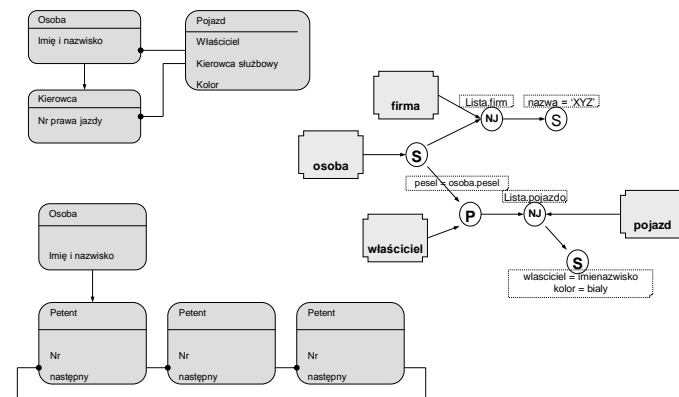 Osoba
Imię i nazwisko
Pojazd
Właściciel
Kierowca służbowy
Kolor
Kierowca
Nr prawa jazdy
firma
Lista.firm
nazwa = 'XYZ'
NJ
S
osoba
S
pesel = osoba.pesel
Lista.pojazdo
właściciel
P
NJ
pojazd
S
wlasciciel = imienazwisko
kolor = bialy
Osoba
Imię i nazwisko
Petent
Nr
następny
Petent
Nr
następny
Petent
Nr
następny